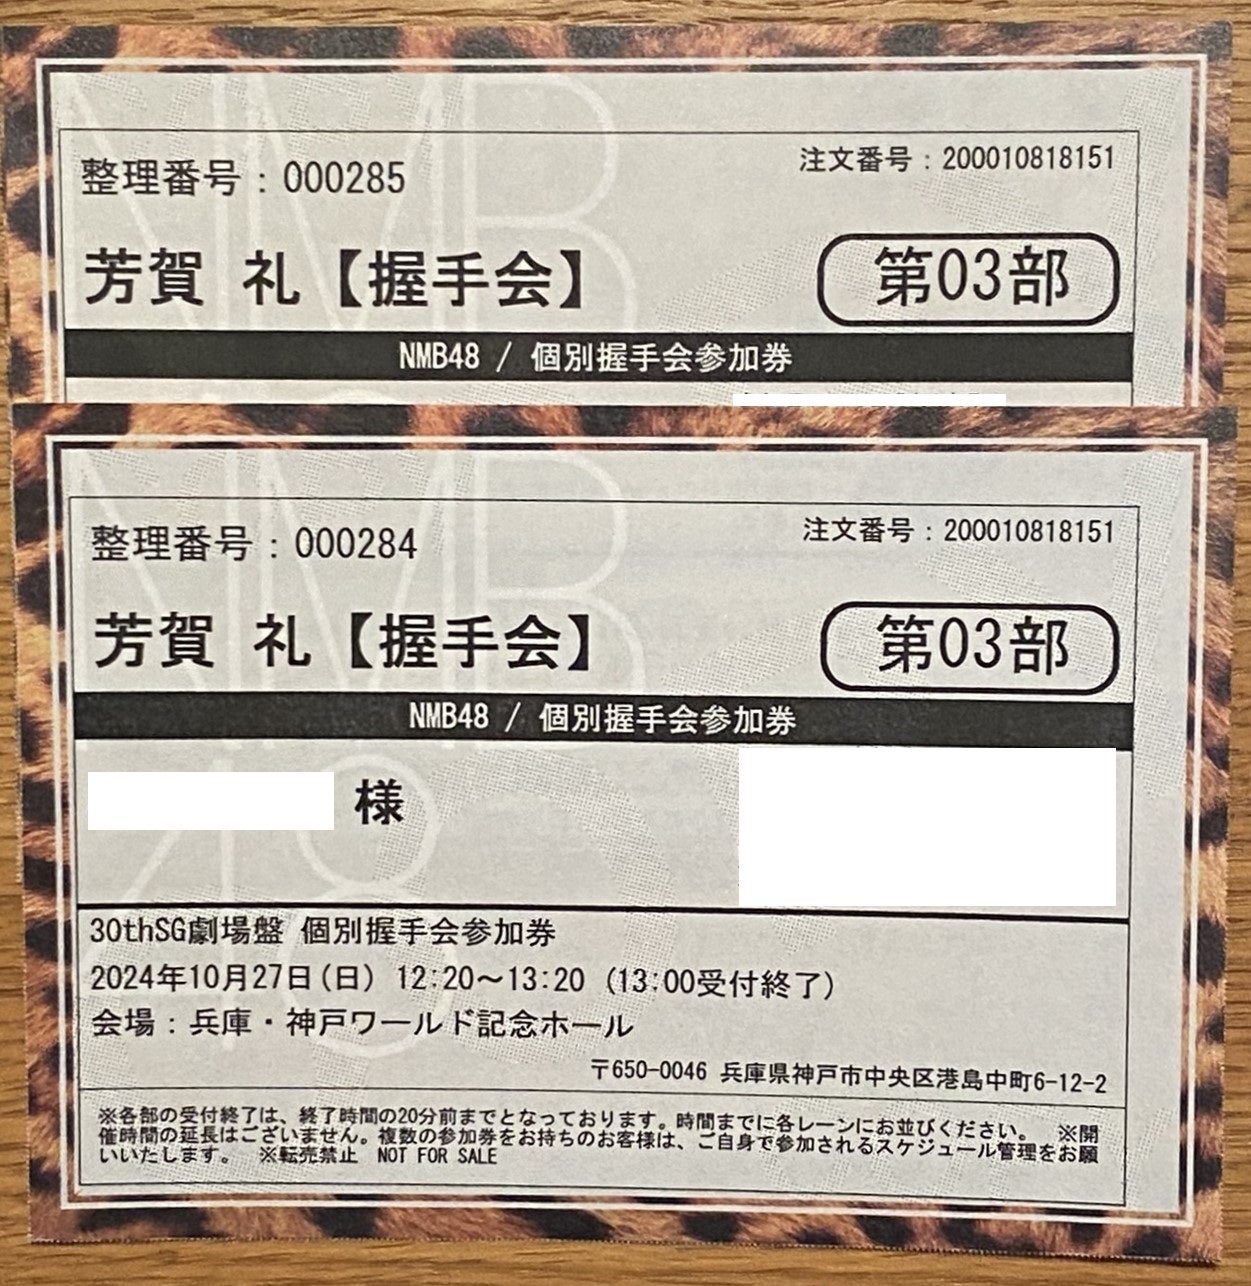 整理番号：000285
注文番号：200010818151
芳賀 礼【握手会】
第03部
NMB48 / 個別握手会参加券
整理番号：000284
注文番号：200010818151
芳賀 礼【握手会】
第03部
NMB48 / 個別握手会参加券
様
30thSG劇場盤 個別握手会参加券
2024年10月27日(日) 12:20～13:20 (13:00受付終了)
会場：兵庫・神戸ワールド記念ホール
〒650-0046 兵庫県神戸市中央区港島中町6-12-2
※各部の受付終了は、終了時間の20分前までとなっております。時間までに各レーンにお並びください。 ※開
催時間の延長はございません。複数の参加券をお持ちのお客様は、ご自身で参加されるスケジュール管理をお願
いいたします。 ※転売禁止 NOT FOR SALE